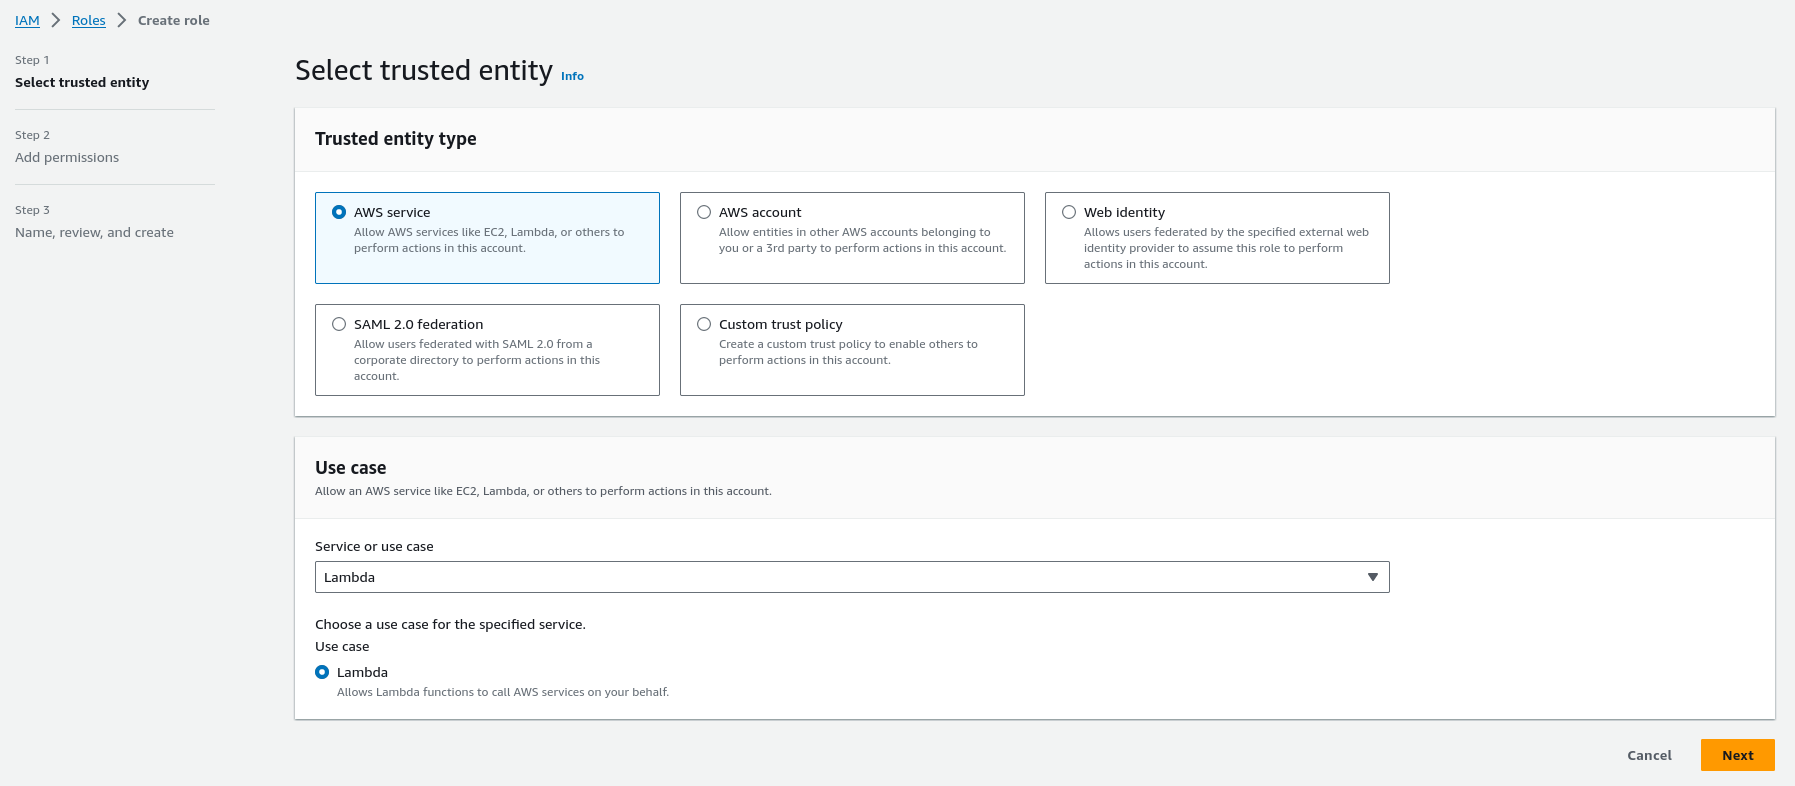 IAM > Roles > Create role
Step 1
Select trusted entity
Step 2
Add permissions
Step 3
Name, review, and create
Select trusted entity Info
Trusted entity type
AWS service
Allow AWS services like EC2, Lambda, or others to
perform actions in this account.
AWS account
Allow entities in other AWS accounts belonging to
you or a 3rd party to perform actions in this account.
Web identity
Allows users federated by the specified external web
identity provider to assume this role to perform
actions in this account.
SAML 2.0 federation
Allow users federated with SAML 2.0 from a
corporate directory to perform actions in this
account.
Custom trust policy
Create a custom trust policy to enable others to
perform actions in this account.
Use case
Allow an AWS service like EC2, Lambda, or others to perform actions in this account.
Service or use case
Lambda
Choose a use case for the specified service.
Use case
Lambda
Allows Lambda functions to call AWS services on your behalf.
Cancel
Next